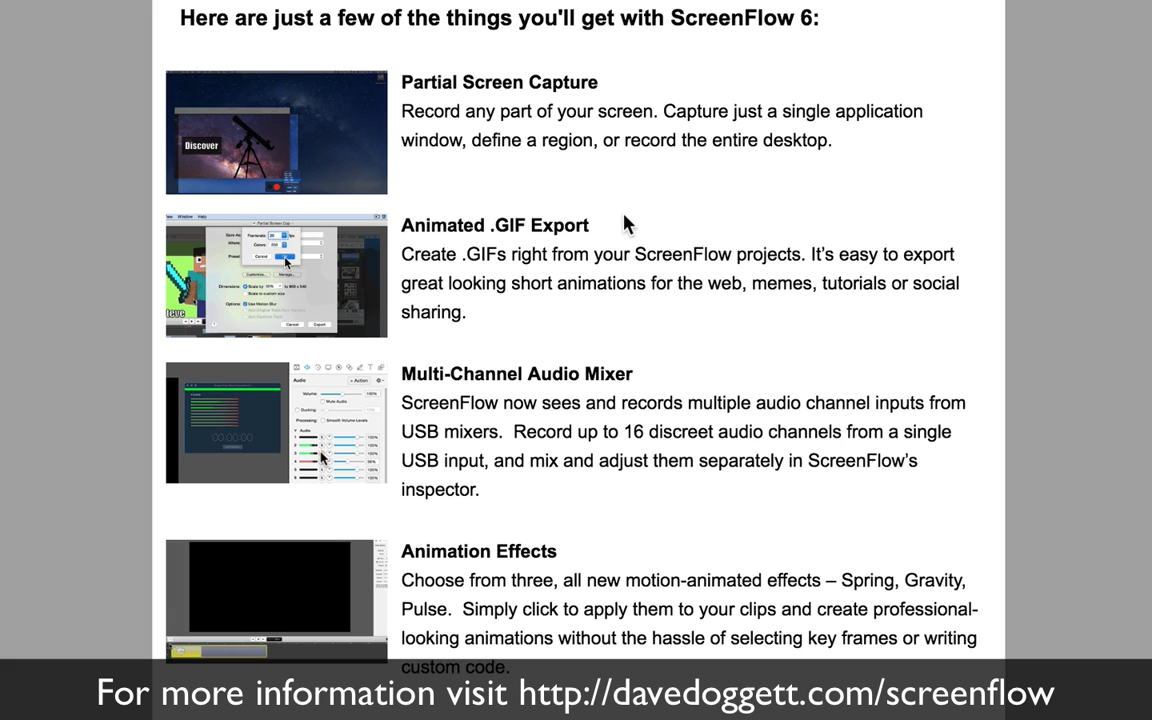 Here are just a few of the things you'll get with ScreenFlow 6:
Discover
Partial Screen Capture
Record any part of your screen. Capture just a single application
window, define a region, or record the entire desktop.
Animated .GIF Export
Create .GIFs right from your ScreenFlow projects. It's easy to export
great looking short animations for the web, memes, tutorials or social
sharing.
Multi-Channel Audio Mixer
ScreenFlow now sees and records multiple audio channel inputs from
USB mixers. Record up to 16 discreet audio channels from a single
USB input, and mix and adjust them separately in ScreenFlow's
inspector.
Animation Effects
Choose from three, all new motion-animated effects – Spring, Gravity,
Pulse. Simply click to apply them to your clips and create professional-
looking animations without the hassle of selecting key frames or writing
custom code.
For more information visit http://davedoggett.com/screenflow